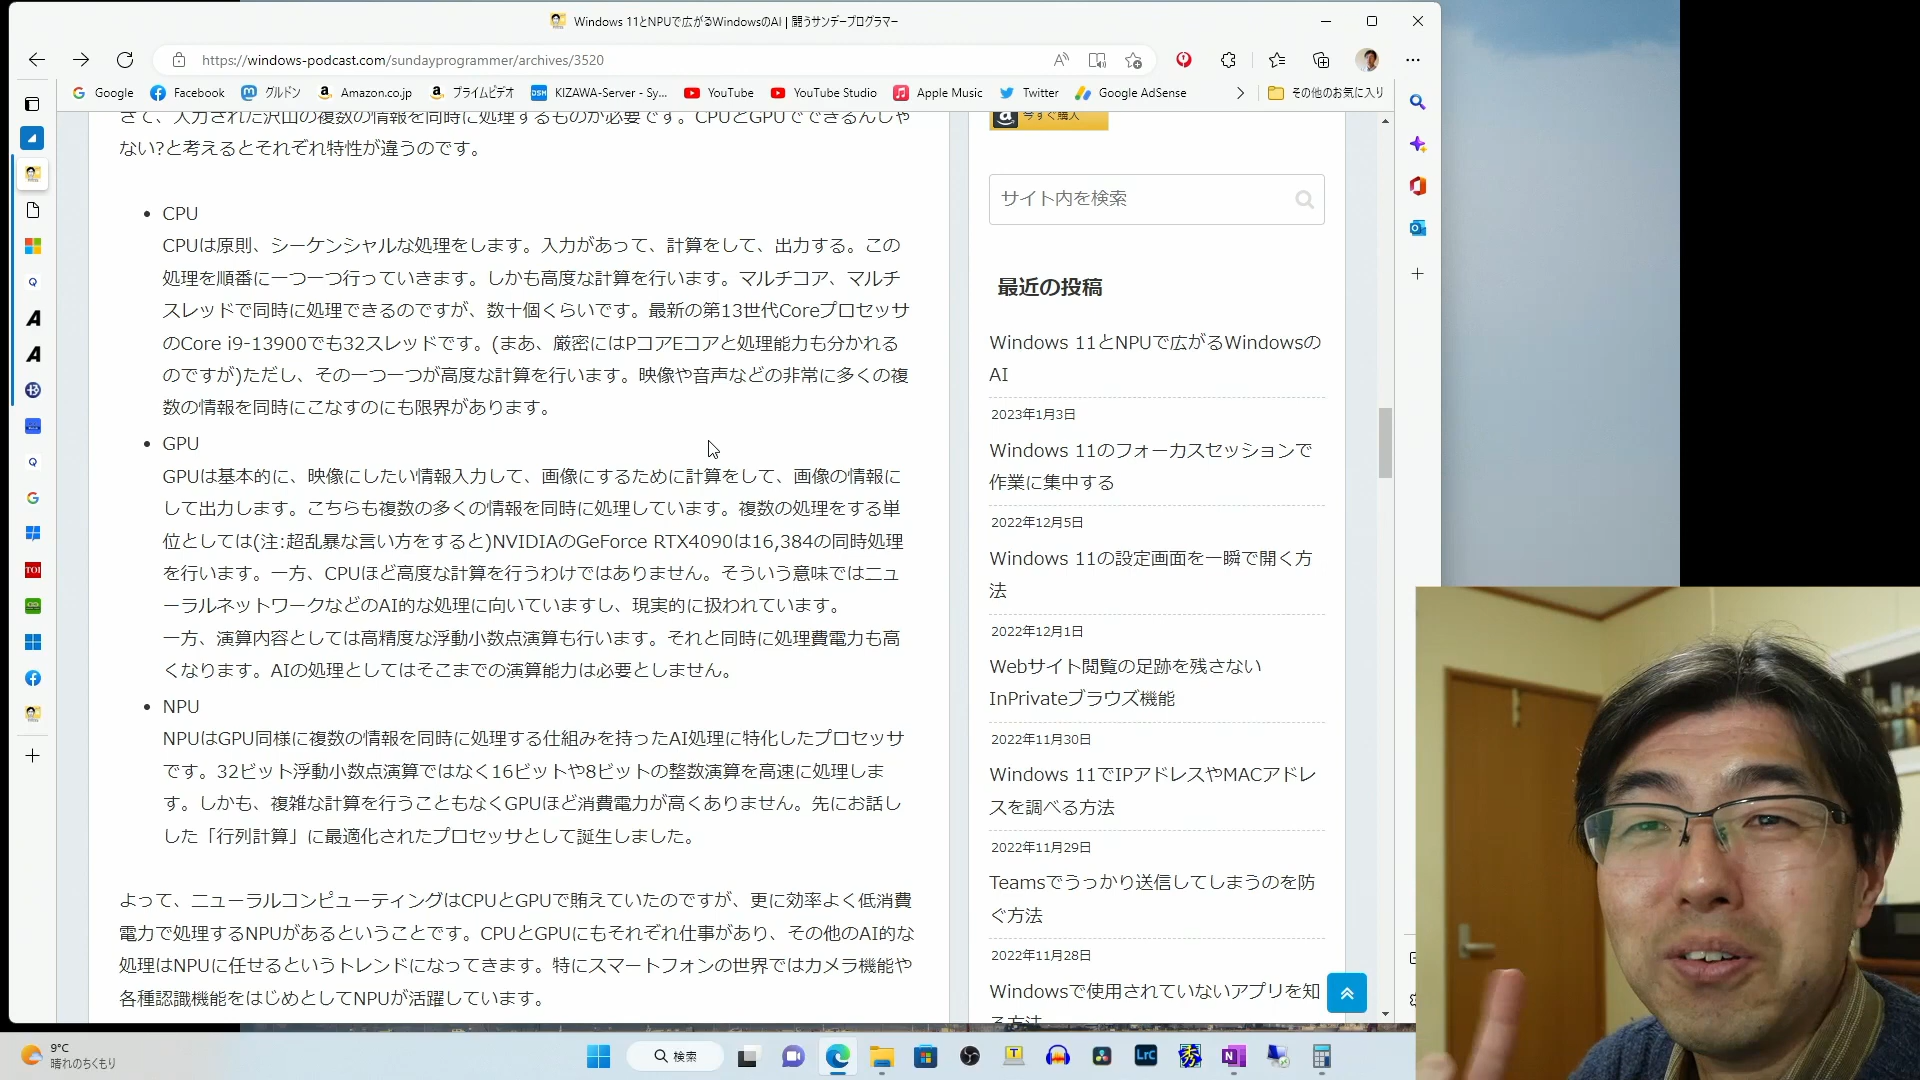 Windows 11とNPUで広がるWindowsのAI | 闘うサンデープログラマー
https://windows-podcast.com/sundayprogrammer/archives/3520
Google
Facebook
グルドン
Amazon.co.jp
プライムビデオ
KIZAWA-Server - Sy...
YouTube
YouTube Studio
Apple Music
Twitter
Google AdSense
その他のお気に入り
さて、入力された沢山の複数の情報を同時に処理するものが必要です。CPUとGPUでできるんじゃ
ない?と考えるとそれぞれ特性が違うのです。
CPU
CPUは原則、シーケンシャルな処理をします。入力があって、計算をして、出力する。この
処理を順番に一つ一つ行っていきます。しかも高度な計算を行います。マルチコア、マルチ
スレッドで同時に処理できるのですが、数十個くらいです。最新の第13世代Coreプロセッサ
のCore i9-13900でも32スレッドです。(まあ、厳密にはPコアEコアと処理能力も分かれる
のですが)ただし、その一つ一つが高度な計算を行います。映像や音声などの非常に多くの複
数の情報を同時にこなすのにも限界があります。
GPU
GPUは基本的に、映像にしたい情報入力して、画像にするために計算をして、画像の情報に
して出力します。こちらも複数の多くの情報を同時に処理しています。複数の処理をする単
位としては(注:超乱暴な言い方をすると)NVIDIAのGeForce RTX4090は16,384の同時処理
を行います。一方、CPUほど高度な計算を行うわけではありません。そういう意味ではニュ
ーラルネットワークなどのAI的な処理に向いていますし、現実的に扱われています。
一方、演算内容としては高精度な浮動小数点演算も行います。それと同時に処理費電力も高
くなります。AIの処理としてはそこまでの演算能力は必要としません。
NPU
NPUはGPU同様に複数の情報を同時に処理する仕組みを持ったAI処理に特化したプロセッサ
です。32ビット浮動小数点演算ではなく16ビットや8ビットの整数演算を高速に処理しま
す。しかも、複雑な計算を行うこともなくGPUほど消費電力が高くありません。先にお話し
した「行列計算」に最適化されたプロセッサとして誕生しました。
よって、ニューラルコンピューティングはCPUとGPUで賄えていたのですが、更に効率よく低消費
電力で処理するNPUがあるということです。CPUとGPUにもそれぞれ仕事があり、その他のAI的な
処理はNPUに任せるというトレンドになってきます。特にスマートフォンの世界ではカメラ機能や
各種認識機能をはじめとしてNPUが活躍しています。
今すぐ購入
サイト内を検索
最近の投稿
Windows 11とNPUで広がるWindowsの
AI
2023年1月3日
Windows 11のフォーカスセッションで
作業に集中する
2022年12月5日
Windows 11の設定画面を一瞬で開く方
法
2022年12月1日
Webサイト閲覧の足跡を残さない
InPrivateブラウズ機能
2022年11月30日
Windows 11でIPアドレスやMACアドレ
スを調べる方法
2022年11月29日
Teamsでうっかり送信してしまうのを防
ぐ方法
2022年11月28日
Windowsで使用されていないアプリを知
る方法
9°C
晴れのちくもり
検索
Lrc
秀